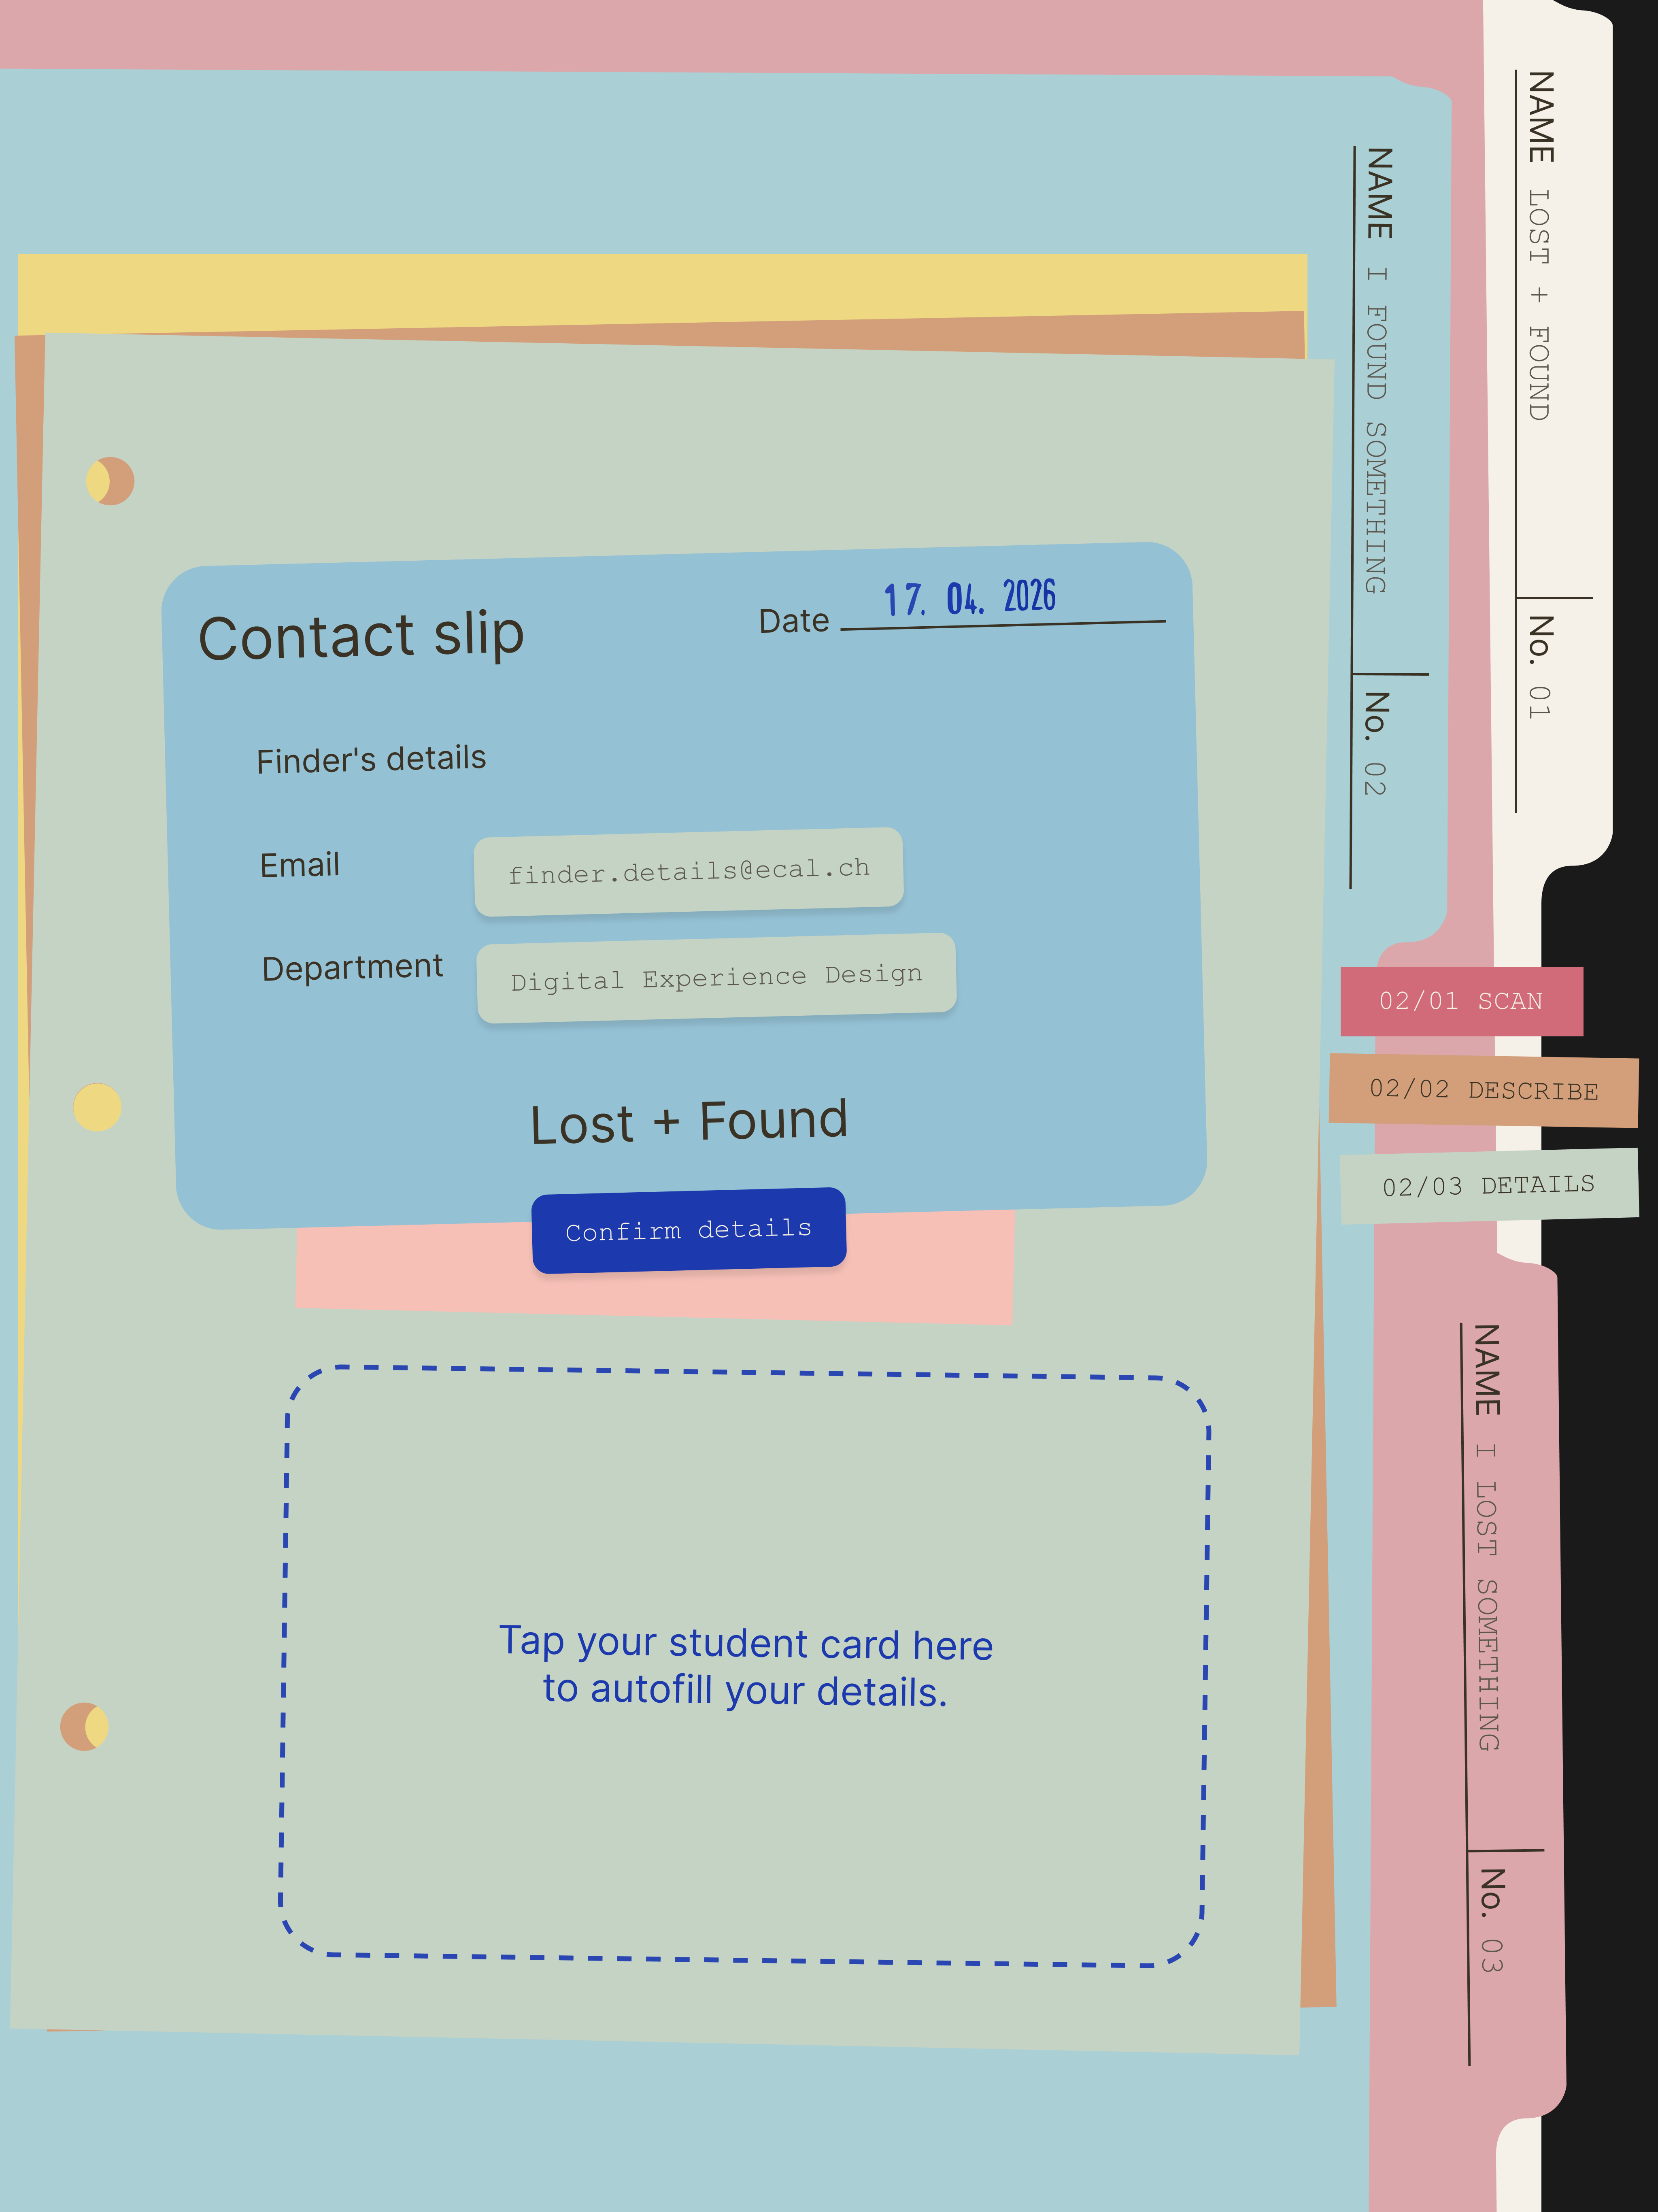 Contact slip
Date 17. 04. 2026
Finder's details
Email finder.details@ecal.ch
Department Digital Experience Design
Lost + Found
Confirm details
Tap your student card here
to autofill your details.
NAME I FOUND SOMETHING No. 02
NAME LOST + FOUND No. 01
02/01 SCAN
02/02 DESCRIBE
02/03 DETAILS
NAME I LOST SOMETHING No. 03